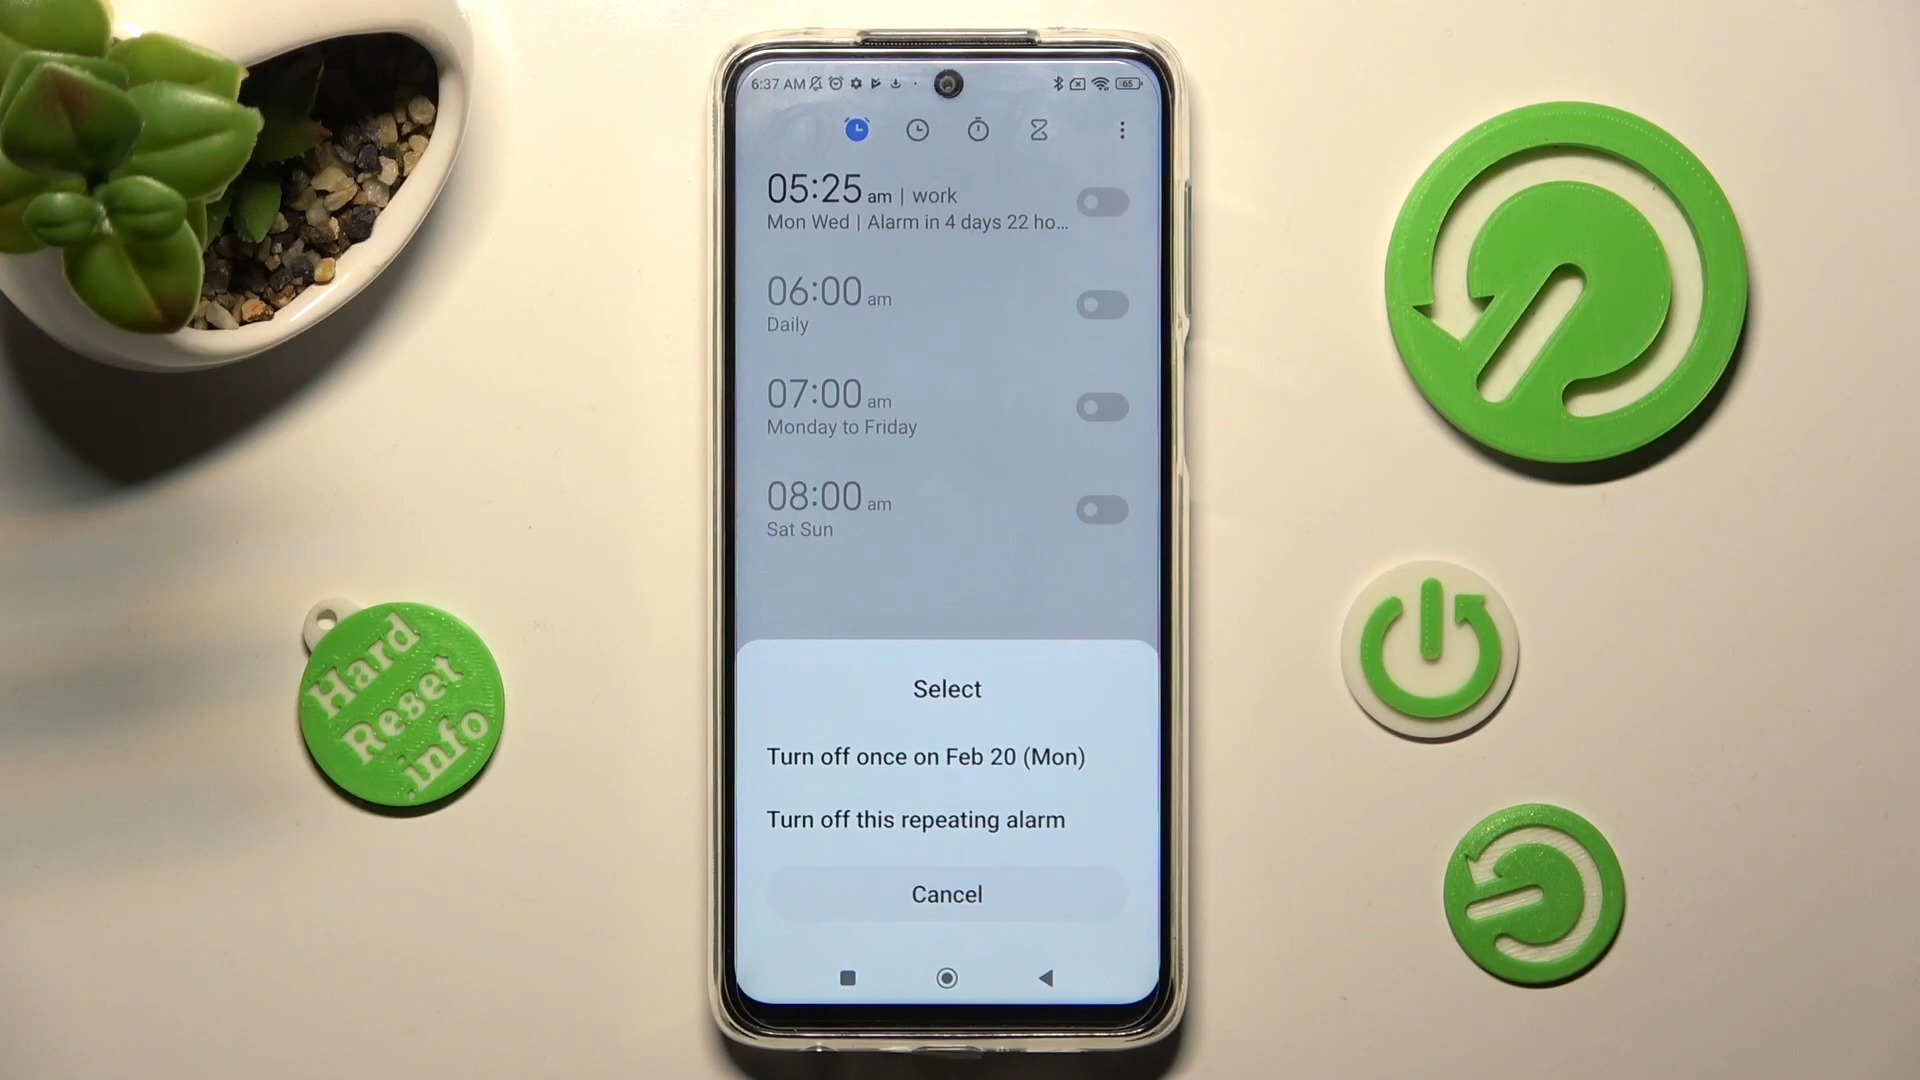 6:37 AM
65
05:25 am | work
Mon Wed | Alarm in 4 days 22 ho...
06:00 am
Daily
07:00 am
Monday to Friday
08:00 am
Sat Sun
Select
Turn off once on Feb 20 (Mon)
Turn off this repeating alarm
Cancel
Hard
Reset
.info